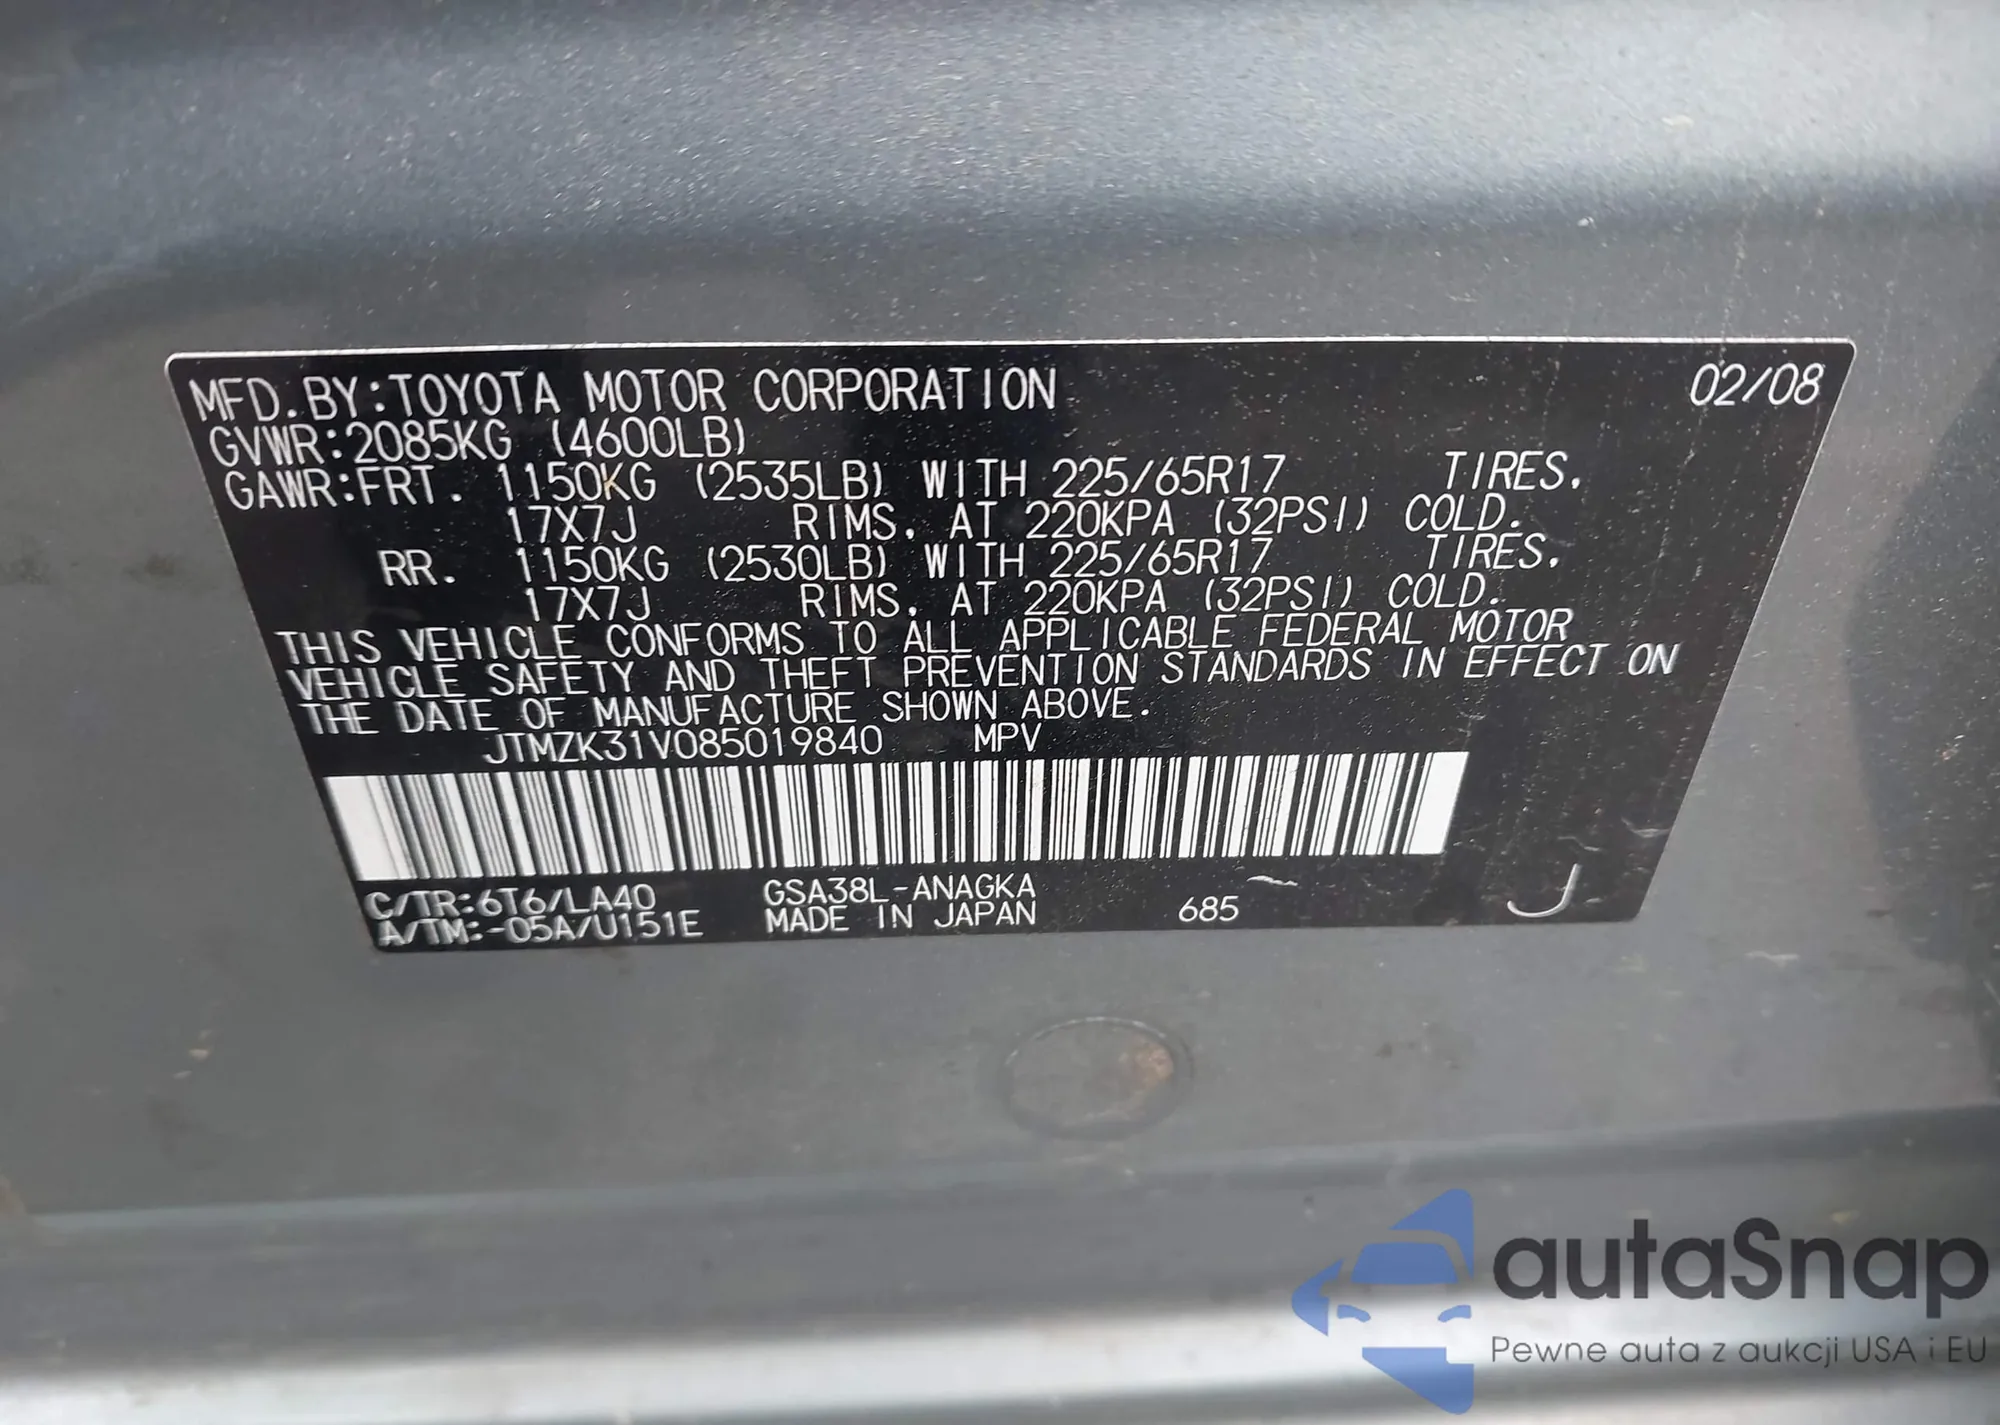 MFD. BY:TOYOTA MOTOR CORPORATION 02/08
GVWR:2085KG (4600LB)
GAWR:FRT. 1150KG (2535LB) WITH 225/65R17 TIRES.
17X7J RIMS. AT 220KPA (32PSI) COLD.
RR. 1150KG (2530LB) WITH 225/65R17 TIRES.
17X7J RIMS. AT 220KPA (32PSI) COLD.
THIS VEHICLE CONFORMS TO ALL APPLICABLE FEDERAL MOTOR
VEHICLE SAFETY AND THEFT PREVENTION STANDARDS IN EFFECT ON
THE DATE OF MANUFACTURE SHOWN ABOVE.
JTMZK31V085019840 MPV
C/TR:6T6/LA40 GSA38L-ANAGKA
A/TM:-05A/U151E MADE IN JAPAN 685 J
autaSnap
Pewne auta z aukcji USA i EU